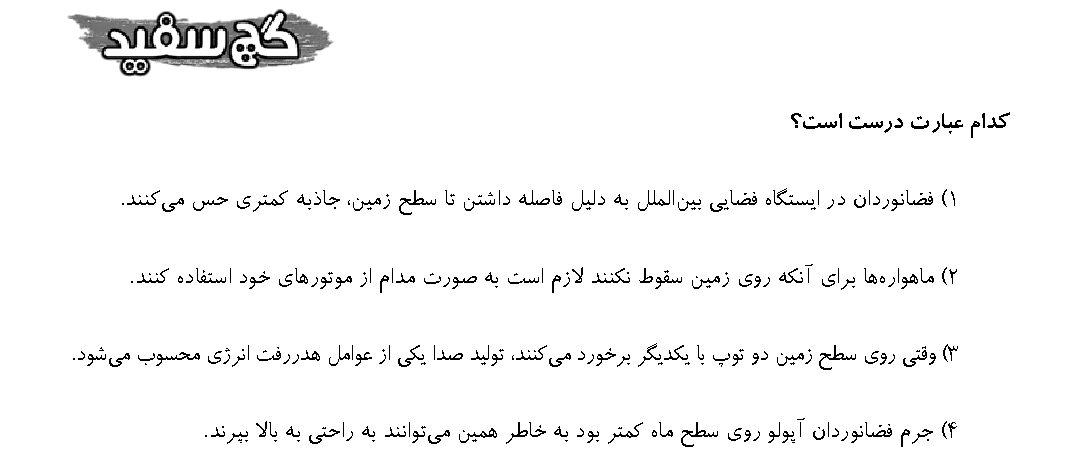 گچ سفید
کدام عبارت درست است؟
۱) فضانوردان در ایستگاه فضایی بین‌الملل به دلیل فاصله داشتن تا سطح زمین، جاذبه کمتری حس می‌کنند.
۲) ماهواره‌ها برای آنکه روی زمین سقوط نکنند لازم است به صورت مدام از موتورهای خود استفاده کنند.
۳) وقتی روی سطح زمین دو توپ با یکدیگر برخورد می‌کنند، تولید صدا یکی از عوامل هدررفت انرژی محسوب می‌شود.
۴) جرم فضانوردان آپولو روی سطح ماه کمتر بود به خاطر همین می‌توانند به راحتی به بالا بپرند.